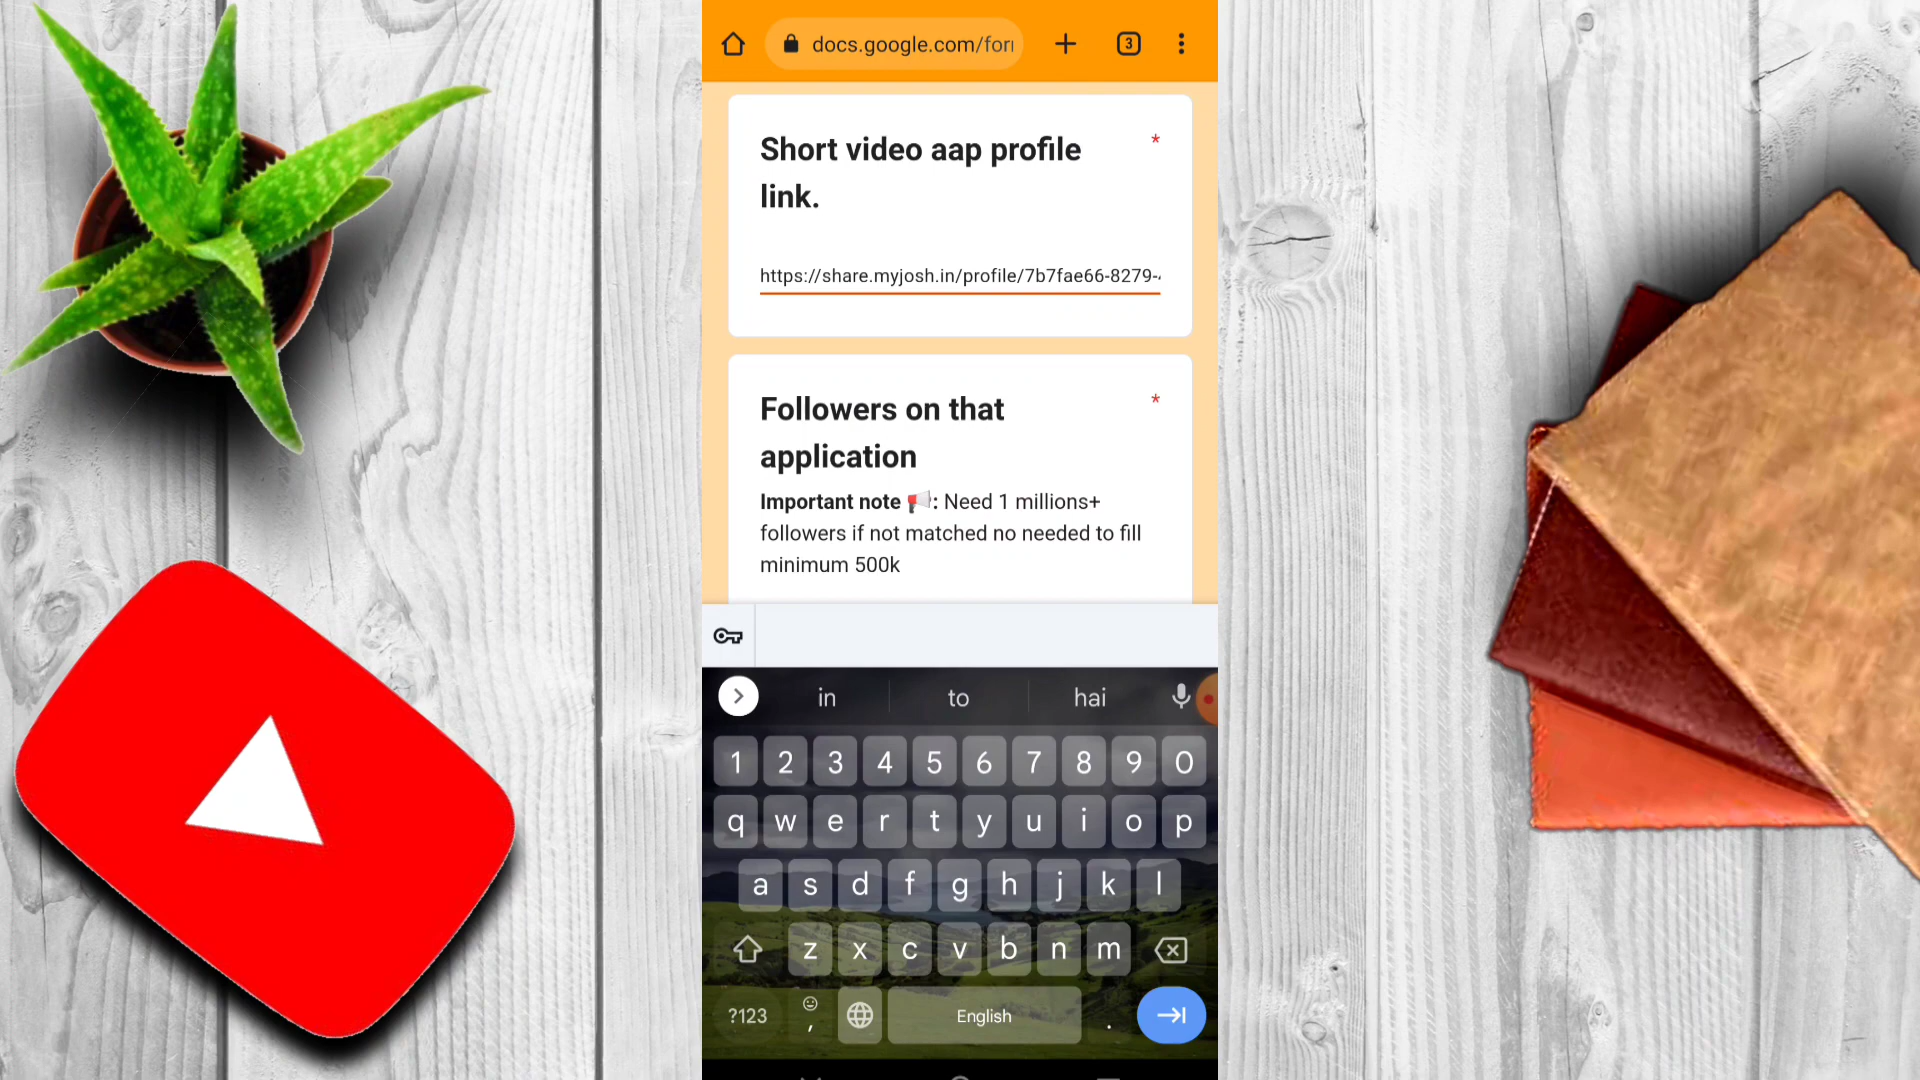 docs.google.com/for
3
Short video aap profile *
link.
https://share.myjosh.in/profile/7b7fae66-8279-
Followers on that *
application
Important note 📢: Need 1 millions+
followers if not matched no needed to fill
minimum 500k
in to hai
1 2 3 4 5 6 7 8 9 0
q w e r t y u i o p
a s d f g h j k l
z x c v b n m
?123 , English .